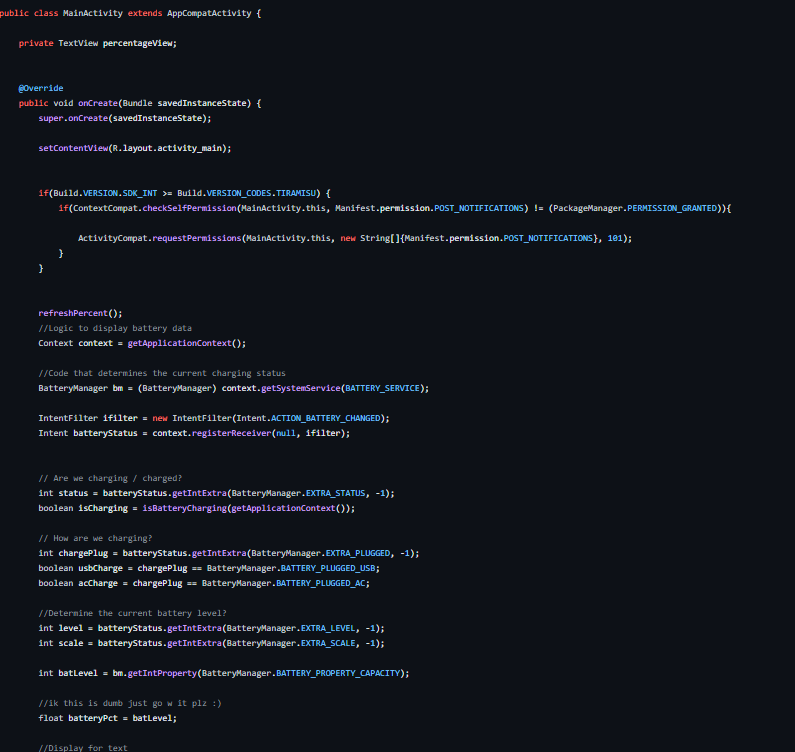 public class MainActivity extends AppCompatActivity {
private TextView percentageView;
@Override
public void onCreate(Bundle savedInstanceState) {
super.onCreate(savedInstanceState);
setContentView(R.layout.activity_main);
if(Build.VERSION.SDK_INT >= Build.VERSION_CODES.TIRAMISU) {
if(ContextCompat.checkSelfPermission(MainActivity.this, Manifest.permission.POST_NOTIFICATIONS) != (PackageManager.PERMISSION_GRANTED)){
ActivityCompat.requestPermissions(MainActivity.this, new String[]{Manifest.permission.POST_NOTIFICATIONS}, 101);
}
}
refreshPercent();
//Logic to display battery data
Context context = getApplicationContext();
//Code that determines the current charging status
BatteryManager bm = (BatteryManager) context.getSystemService(BATTERY_SERVICE);
IntentFilter ifilter = new IntentFilter(Intent.ACTION_BATTERY_CHANGED);
Intent batteryStatus = context.registerReceiver(null, ifilter);
// Are we charging / charged?
int status = batteryStatus.getIntExtra(BatteryManager.EXTRA_STATUS, -1);
boolean isCharging = isBatteryCharging(getApplicationContext());
// How are we charging?
int chargePlug = batteryStatus.getIntExtra(BatteryManager.EXTRA_PLUGGED, -1);
boolean usbCharge = chargePlug == BatteryManager.BATTERY_PLUGGED_USB;
boolean acCharge = chargePlug == BatteryManager.BATTERY_PLUGGED_AC;
//Determine the current battery level?
int level = batteryStatus.getIntExtra(BatteryManager.EXTRA_LEVEL, -1);
int scale = batteryStatus.getIntExtra(BatteryManager.EXTRA_SCALE, -1);
int batLevel = bm.getIntProperty(BatteryManager.BATTERY_PROPERTY_CAPACITY);
//ik this is dumb just go w it plz :)
float batteryPct = batLevel;
//Display for text